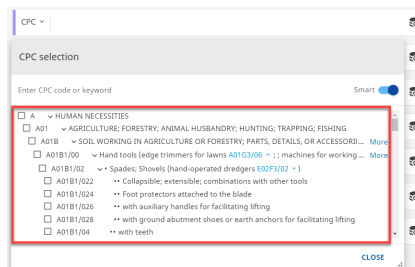 CPC
CPC selection
Enter CPC code or keyword Smart
A HUMAN NECESSITIES
A01 AGRICULTURE; FORESTRY; ANIMAL HUSBANDRY; HUNTING; TRAPPING; FISHING
A01B SOIL WORKING IN AGRICULTURE OR FORESTRY; PARTS, DETAILS, OR ACCESSORII... More
A01B1/00 Hand tools (edge trimmers for lawns A01G3/06 ; ; machines for working... More
A01B1/02 • Spades; Shovels (hand-operated dredgers E02F3/02 )
A01B1/022 •• Collapsible; extensible; combinations with other tools
A01B1/024 •• Foot protectors attached to the blade
A01B1/026 •• with auxiliary handles for facilitating lifting
A01B1/028 •• with ground abutment shoes or earth anchors for facilitating lifting
A01B1/04 •• with teeth
CLOSE